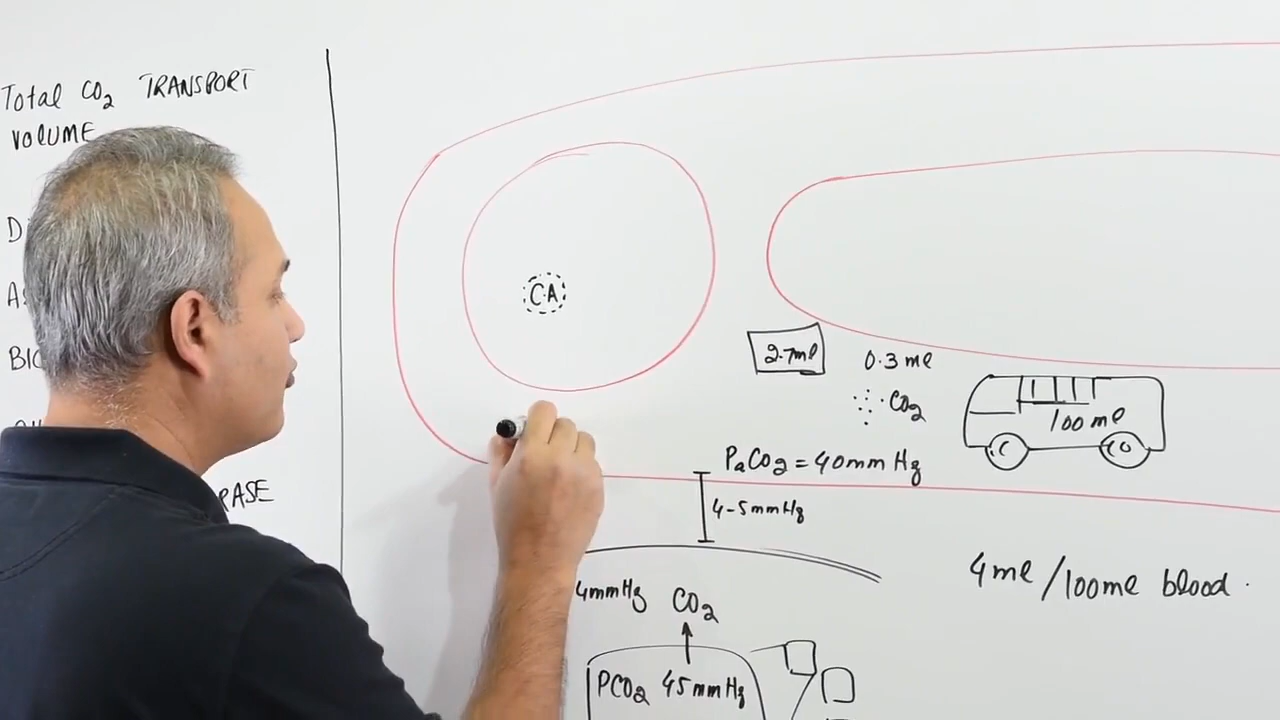 Total CO2 TRANSPORT
VOLUME
RASE
C.A
2.7ml
0.3 ml
CO2
100 ml
PaCO2 = 40mm Hg
4-5mmHg
4ml /100ml blood.
4mmHg CO2
PCO2 45mmHg